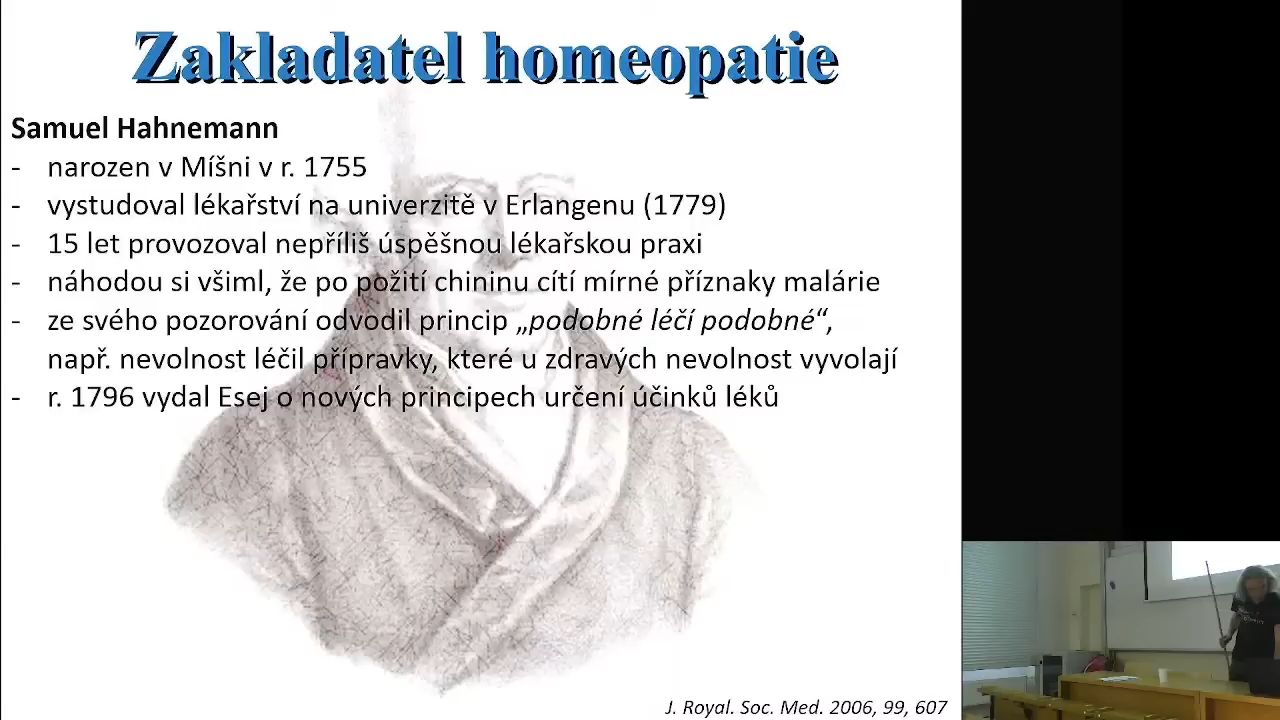 Zakladatel homeopatie
Samuel Hahnemann
- narozen v Míšni v r. 1755
- vystudoval lékařství na univerzitě v Erlangenu (1779)
- 15 let provozoval nepříliš úspěšnou lékařskou praxi
- náhodou si všiml, že po požití chininu cítí mírné příznaky malárie
- ze svého pozorování odvodil princip „podobné léčí podobné“,
např. nevolnost léčil přípravky, které u zdravých nevolnost vyvolají
- r. 1796 vydal Esej o nových principech určení účinků léků
J. Royal. Soc. Med. 2006, 99, 607